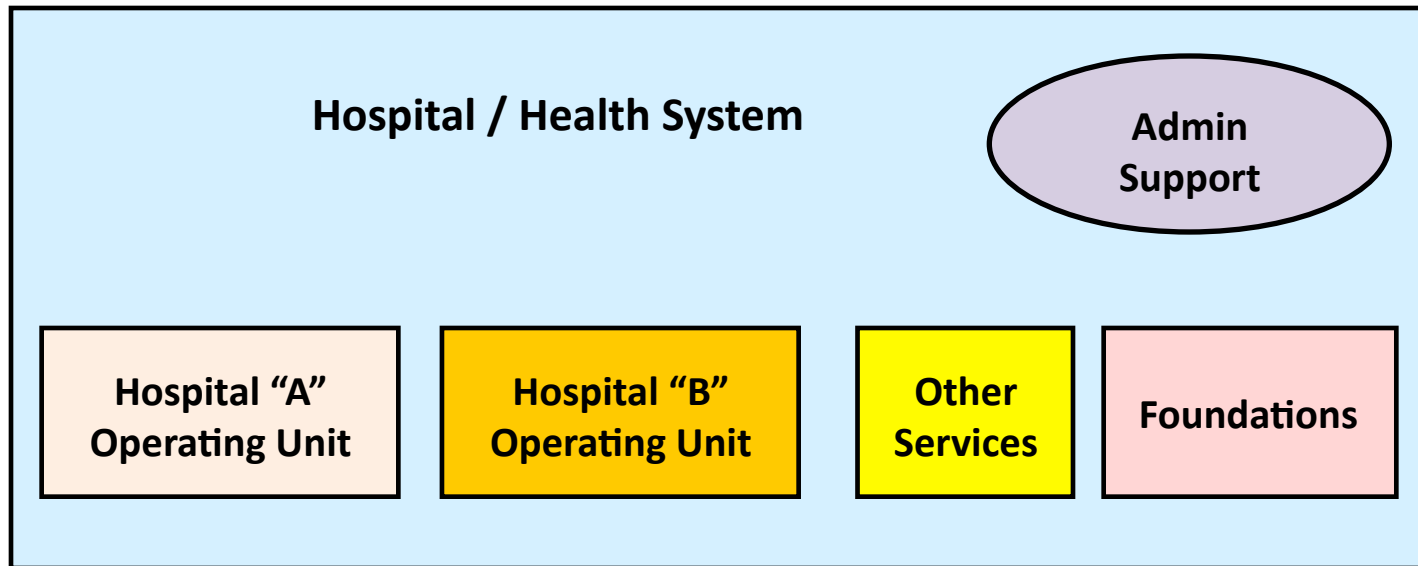 Hospital / Health System
Admin
Support
Hospital “A”
Operating Unit
Hospital “B”
Operating Unit
Other
Services
Foundations